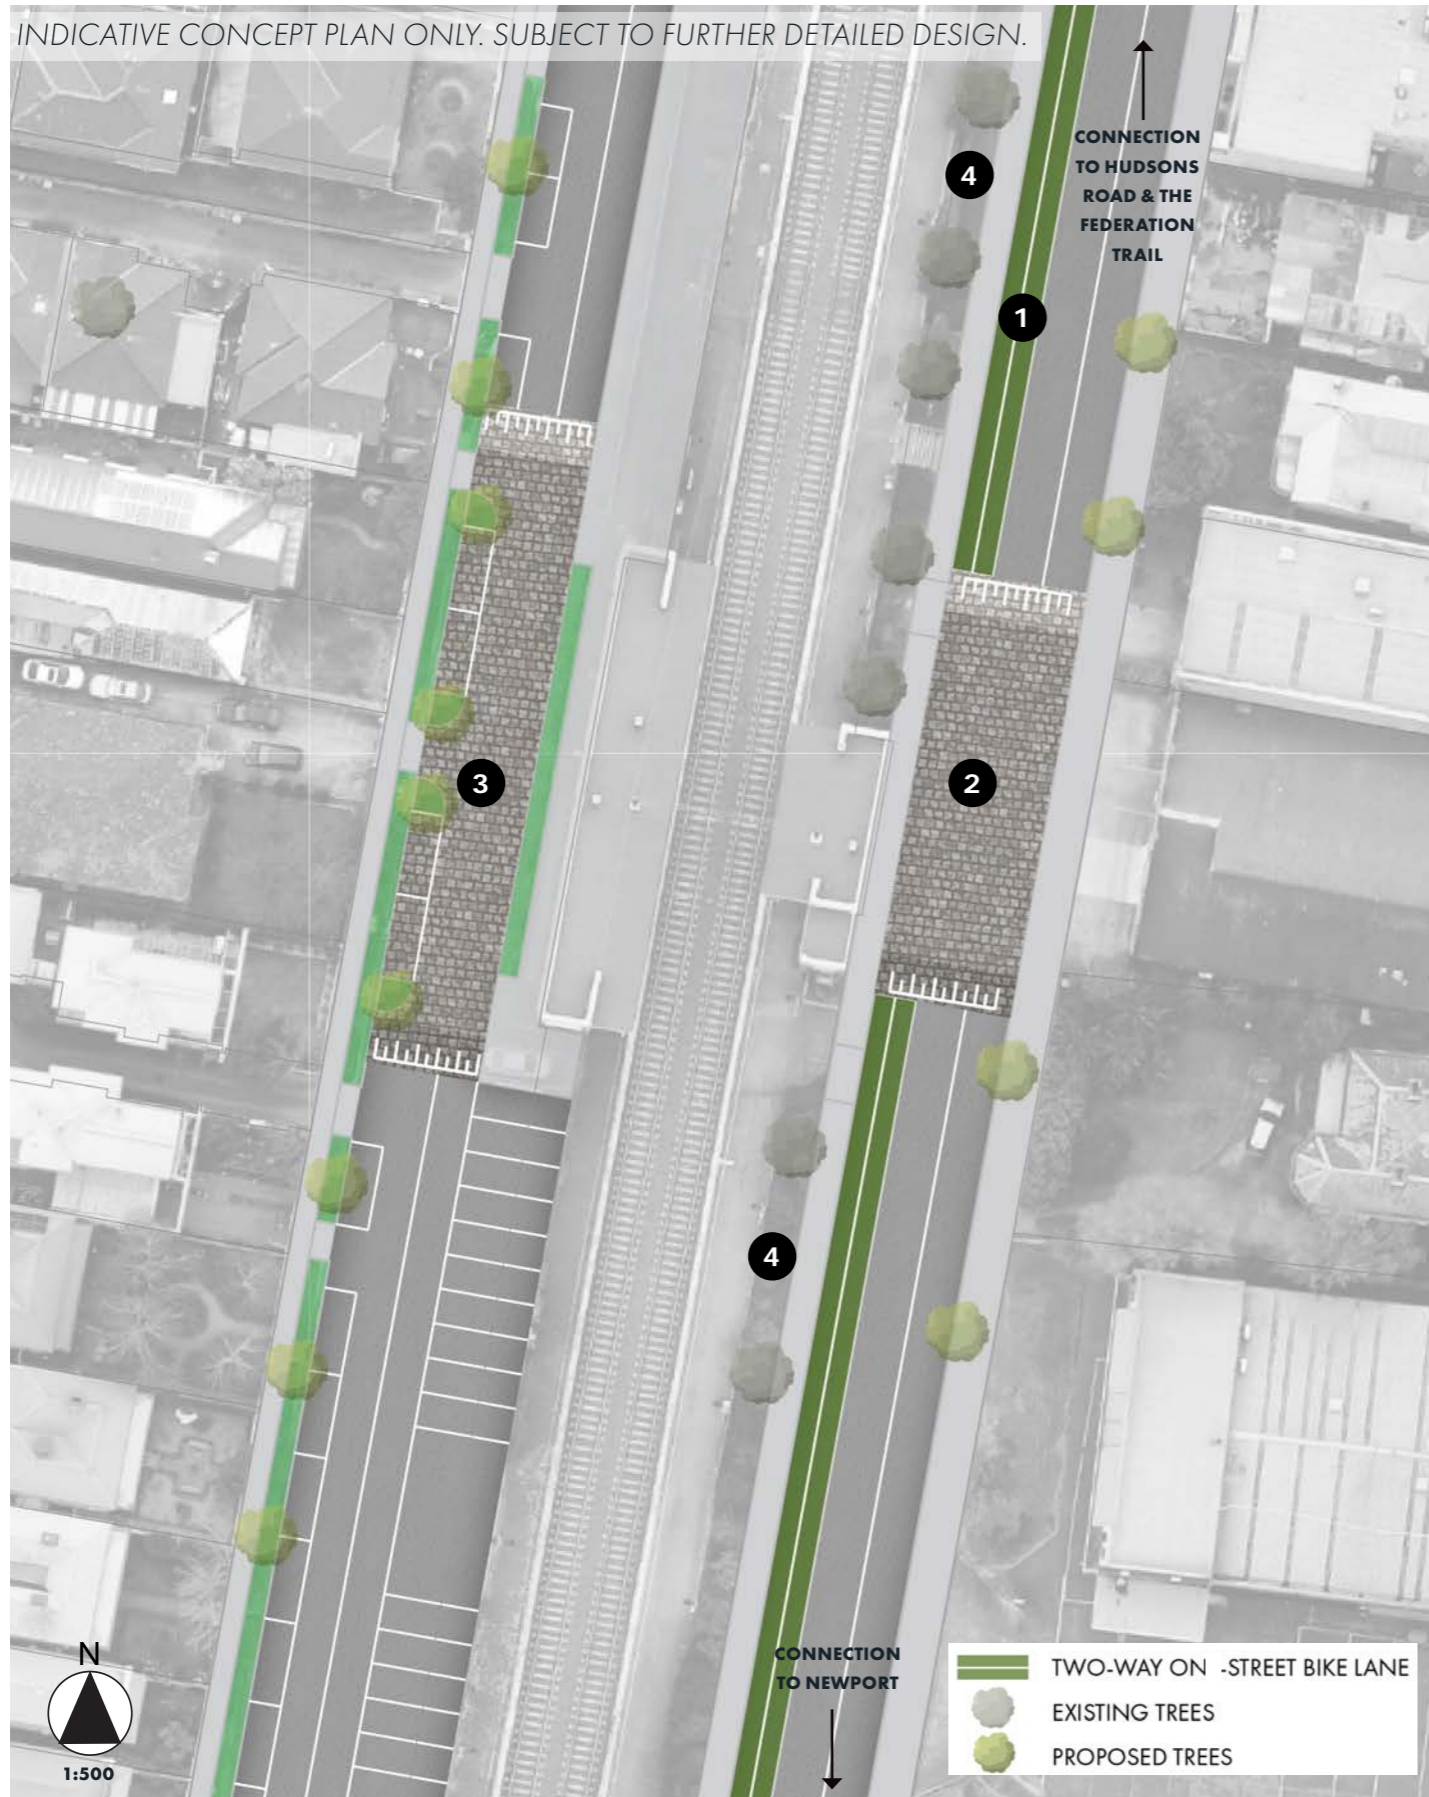 INDICATIVE CONCEPT PLAN ONLY. SUBJECT TO FURTHER DETAILED DESIGN.
CONNECTION
TO HUDSONS
ROAD & THE
FEDERATION
TRAIL
4
1
3
2
4
CONNECTION
TO NEWPORT
N
1:500
TWO-WAY ON -STREET BIKE LANE
EXISTING TREES
PROPOSED TREES